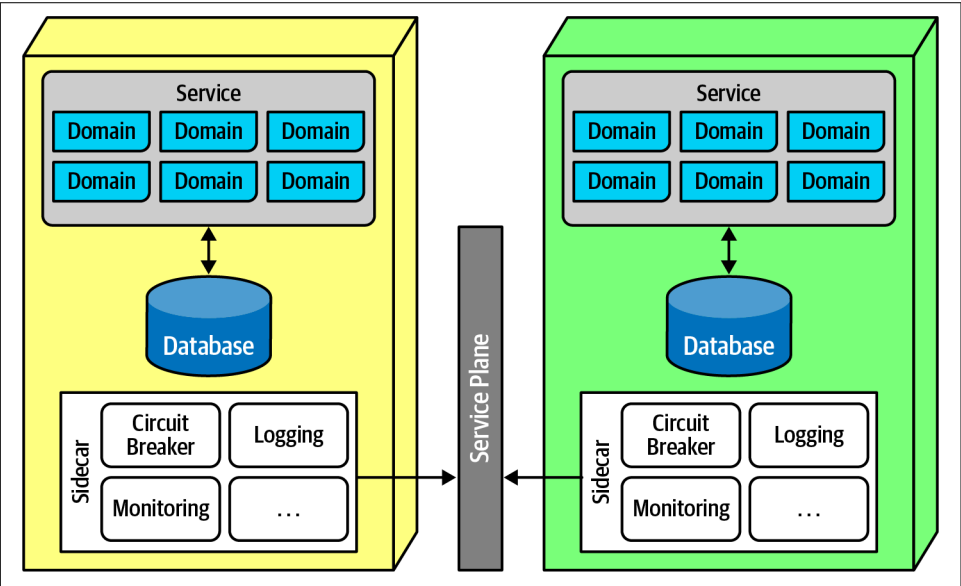 Service
Domain Domain Domain
Domain Domain Domain
Database
Sidecar
Circuit
Breaker
Logging
Monitoring
...
Service Plane
Service
Domain Domain Domain
Domain Domain Domain
Database
Sidecar
Circuit
Breaker
Logging
Monitoring
...